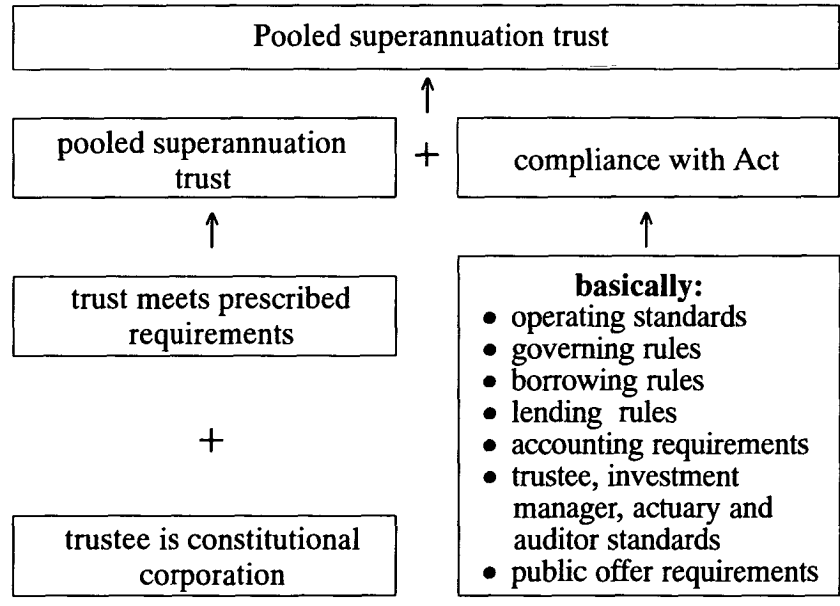 Pooled superannuation trust
pooled superannuation
trust
+
compliance with Act
trust meets prescribed
requirements
+
trustee is constitutional
corporation
basically:
• operating standards
• governing rules
• borrowing rules
• lending rules
• accounting requirements
• trustee, investment
manager, actuary and
auditor standards
• public offer requirements